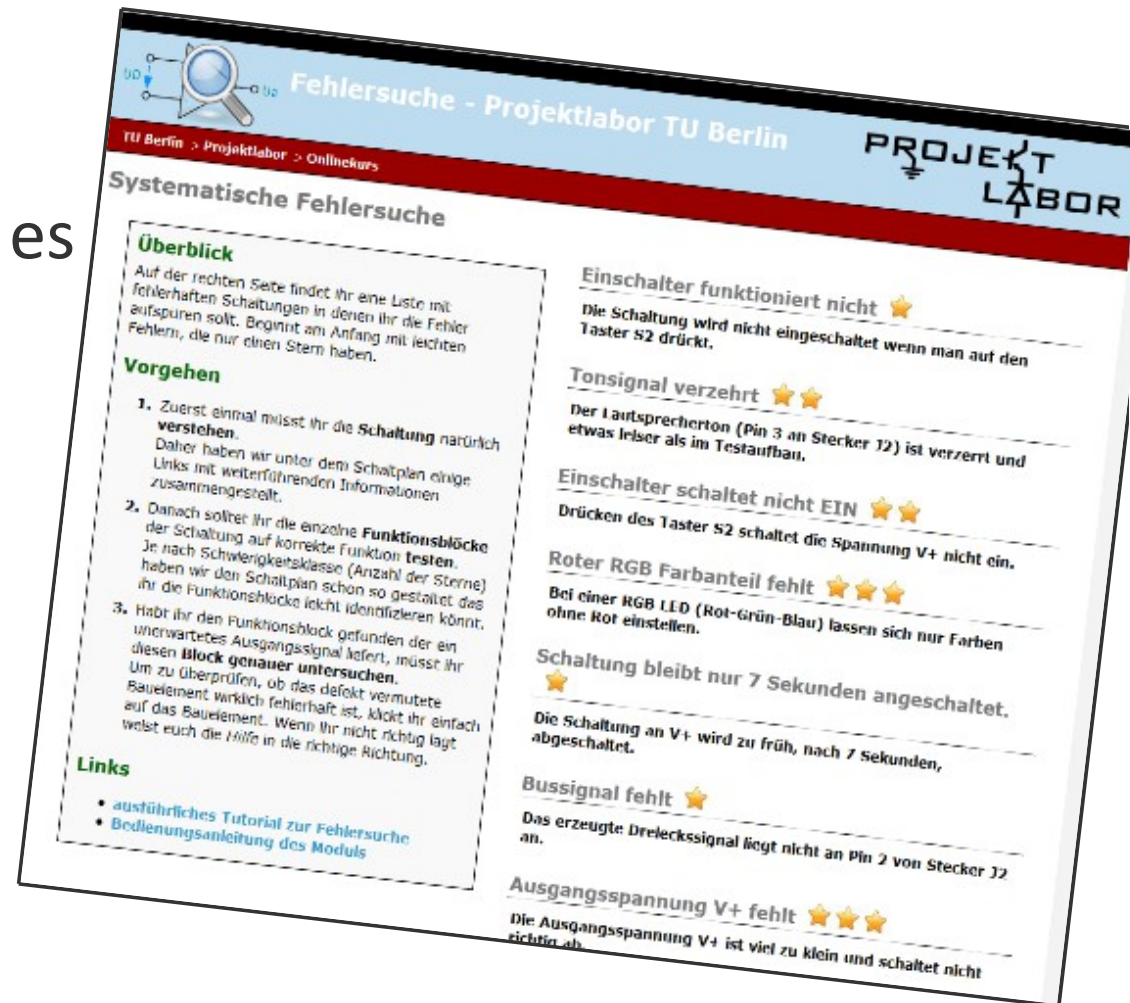 es
UD
UA
Fehlersuche - Projektlabor TU Berlin
PROJEKT
LABOR
TU Berlin > Projektlabor > Onlinekurs
Systematische Fehlersuche
Überblick
Auf der rechten Seite findet ihr eine Liste mit
fehlerhaften Schaltungen in denen ihr die Fehler
aufspüren sollt. Beginnt am Anfang mit leichten
Fehlern, die nur einen Stern haben.
Vorgehen
1. Zuerst einmal müsst ihr die Schaltung natürlich
verstehen.
Daher haben wir unter dem Schaltplan einige
Links mit weiterführenden Informationen
zusammengestellt.
2. Danach solltet ihr die einzelne Funktionsblöcke
der Schaltung auf korrekte Funktion testen.
Je nach Schwierigkeitsklasse (Anzahl der Sterne)
haben wir den Schaltplan schon so gestaltet das
ihr die Funktionsblöcke leicht identifizieren könnt.
3. Habt ihr den Funktionsblock gefunden der ein
unerwartetes Ausgangssignal liefert, müsst ihr
diesen Block genauer untersuchen.
Um zu überprüfen, ob das defekt vermutete
Bauelement wirklich fehlerhaft ist, klickt ihr einfach
auf das Bauelement. Wenn ihr nicht richtig lagt
weist euch die Hilfe in die richtige Richtung.
Links
• ausführliches Tutorial zur Fehlersuche
• Bedienungsanleitung des Moduls
Einschalter funktioniert nicht
Die Schaltung wird nicht eingeschaltet wenn man auf den
Taster S2 drückt.
Tonsignal verzehrt
Der Lautsprecherton (Pin 3 an Stecker J2) ist verzerrt und
etwas leiser als im Testaufbau.
Einschalter schaltet nicht EIN
Drücken des Taster S2 schaltet die Spannung V+ nicht ein.
Roter RGB Farbanteil fehlt
Bei einer RGB LED (Rot-Grün-Blau) lassen sich nur Farben
ohne Rot einstellen.
Schaltung bleibt nur 7 Sekunden angeschaltet.
Die Schaltung an V+ wird zu früh, nach 7 Sekunden,
abgeschaltet.
Bussignal fehlt
Das erzeugte Dreieckssignal liegt nicht an Pin 2 von Stecker J2
an.
Ausgangsspannung V+ fehlt
Die Ausgangsspannung V+ ist viel zu klein und schaltet nicht
richtig ab.